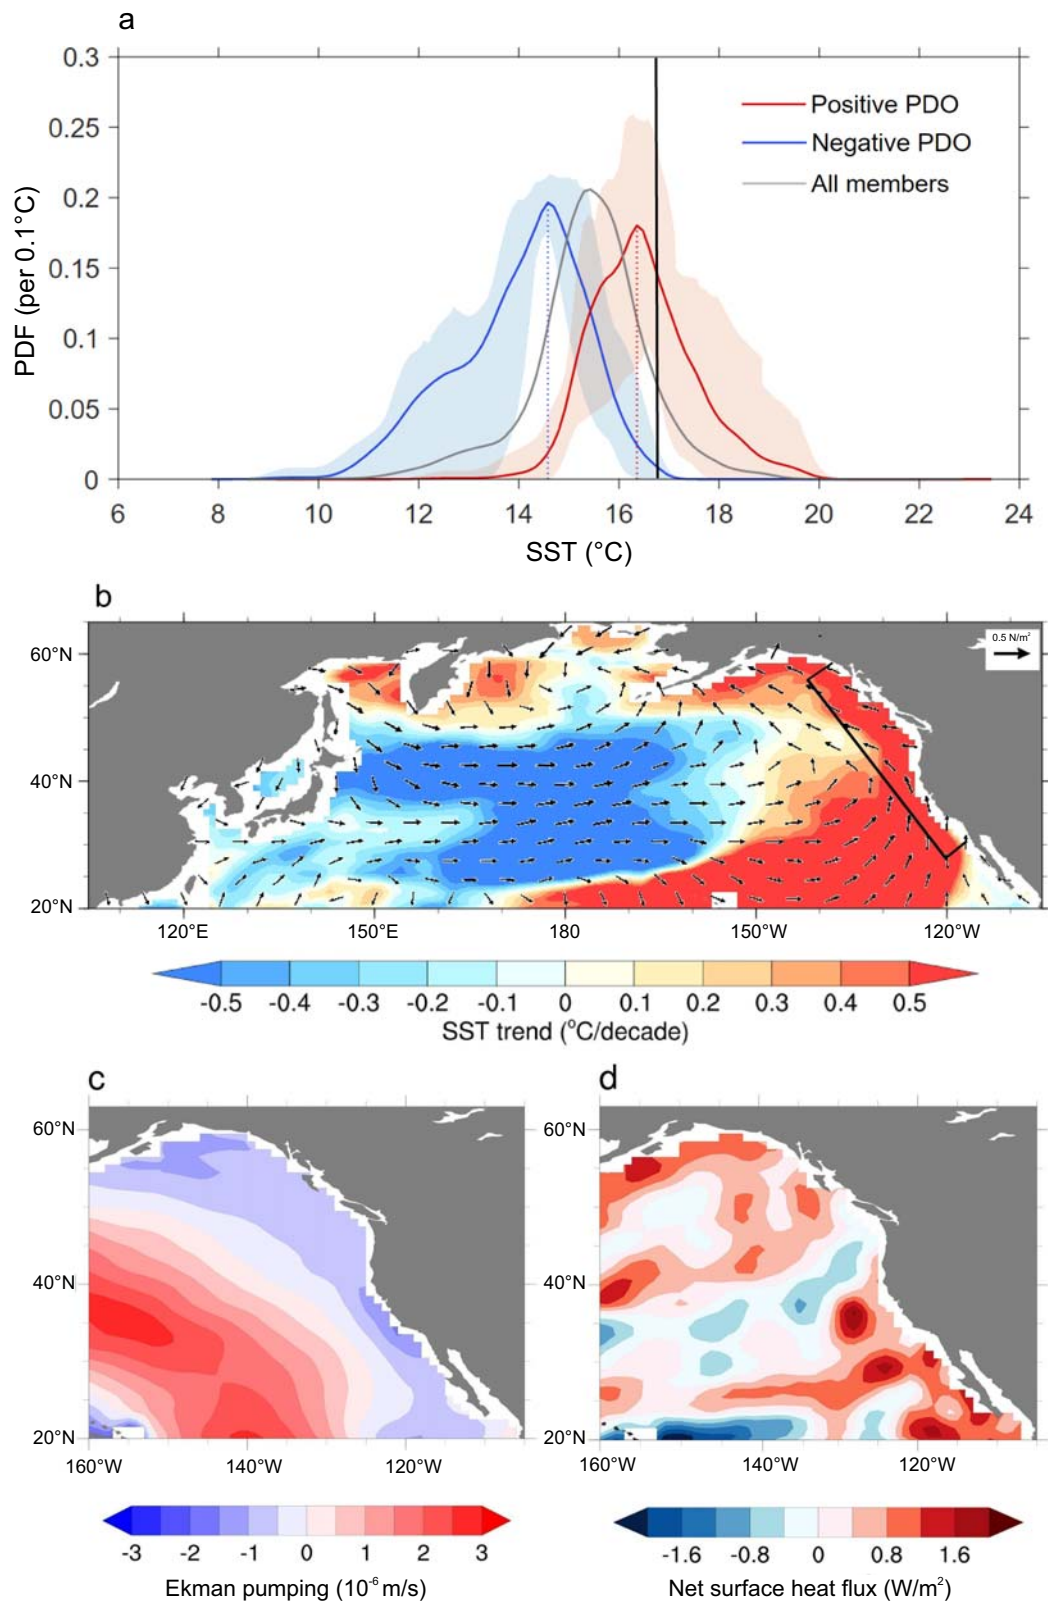 a
0.3
0.25
0.2
0.15
0.1
0.05
0
PDF (per 0.1°C)
Positive PDO
Negative PDO
All members
6 8 10 12 14 16 18 20 22 24
SST (°C)
b
0.5 N/m²
60°N
40°N
20°N
120°E 150°E 180 150°W 120°W
-0.5 -0.4 -0.3 -0.2 -0.1 0 0.1 0.2 0.3 0.4 0.5
SST trend (°C/decade)
c
60°N
40°N
20°N
160°W 140°W 120°W
-3 -2 -1 0 1 2 3
Ekman pumping (10⁻⁶ m/s)
d
60°N
40°N
20°N
160°W 140°W 120°W
-1.6 -0.8 0 0.8 1.6
Net surface heat flux (W/m²)